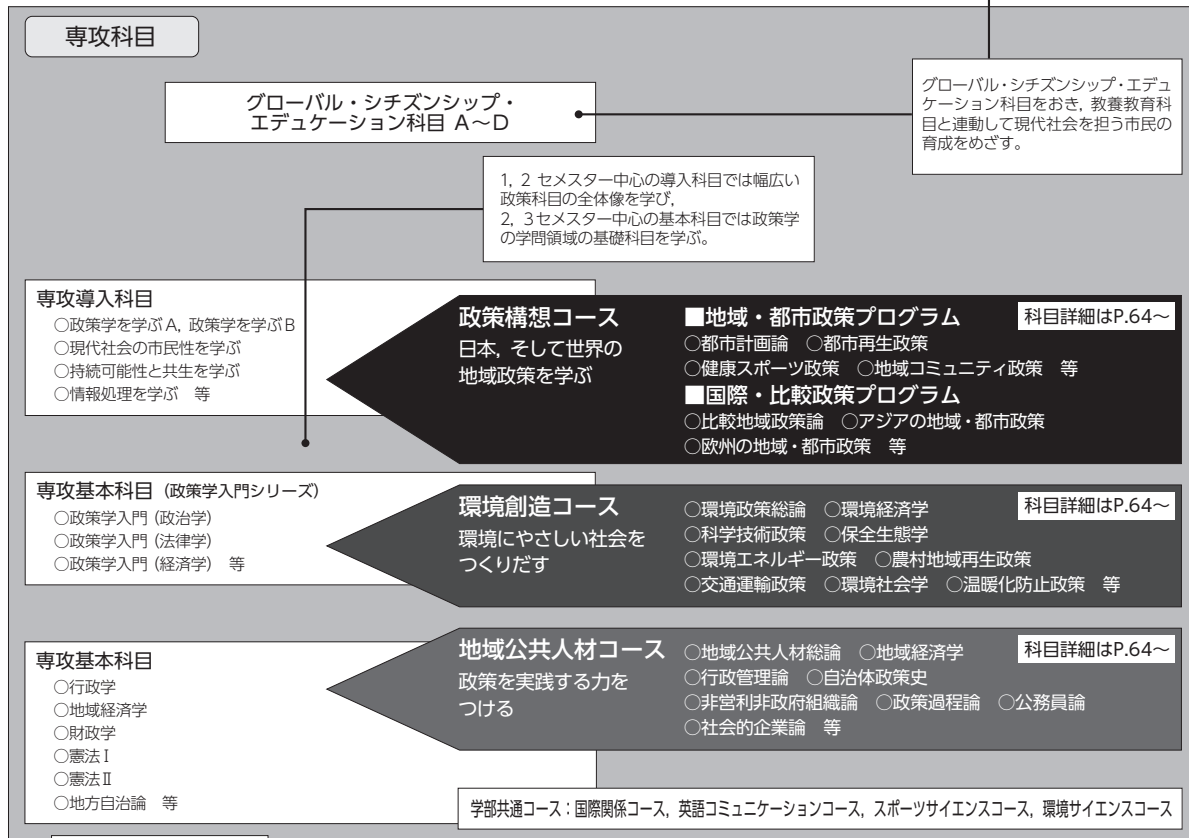 専攻科目
グローバル・シチズンシップ・
エデュケーション科目 A～D
グローバル・シチズンシップ・エデュ
ケーション科目をおき，教養教育科
目と連動して現代社会を担う市民の
育成をめざす。
1，2 セメスター中心の導入科目では幅広い
政策科目の全体像を学び，
2，3セメスター中心の基本科目では政策学
の学問領域の基礎科目を学ぶ。
専攻導入科目
○政策学を学ぶA，政策学を学ぶB
○現代社会の市民性を学ぶ
○持続可能性と共生を学ぶ
○情報処理を学ぶ　等
政策構想コース
日本，そして世界の
地域政策を学ぶ
■地域・都市政策プログラム
科目詳細はP.64～
○都市計画論　○都市再生政策
○健康スポーツ政策　○地域コミュニティ政策　等
■国際・比較政策プログラム
○比較地域政策論　○アジアの地域・都市政策
○欧州の地域・都市政策　等
専攻基本科目（政策学入門シリーズ）
○政策学入門（政治学）
○政策学入門（法律学）
○政策学入門（経済学）　等
環境創造コース
環境にやさしい社会を
つくりだす
科目詳細はP.64～
○環境政策総論　○環境経済学
○科学技術政策　○保全生態学
○環境エネルギー政策　○農村地域再生政策
○交通運輸政策　○環境社会学　○温暖化防止政策　等
専攻基本科目
○行政学
○地域経済学
○財政学
○憲法Ⅰ
○憲法Ⅱ
○地方自治論　等
地域公共人材コース
政策を実践する力を
つける
科目詳細はP.64～
○地域公共人材総論　○地域経済学
○行政管理論　○自治体政策史
○非営利非政府組織論　○政策過程論　○公務員論
○社会的企業論　等
学部共通コース：国際関係コース，英語コミュニケーションコース，スポーツサイエンスコース，環境サイエンスコース